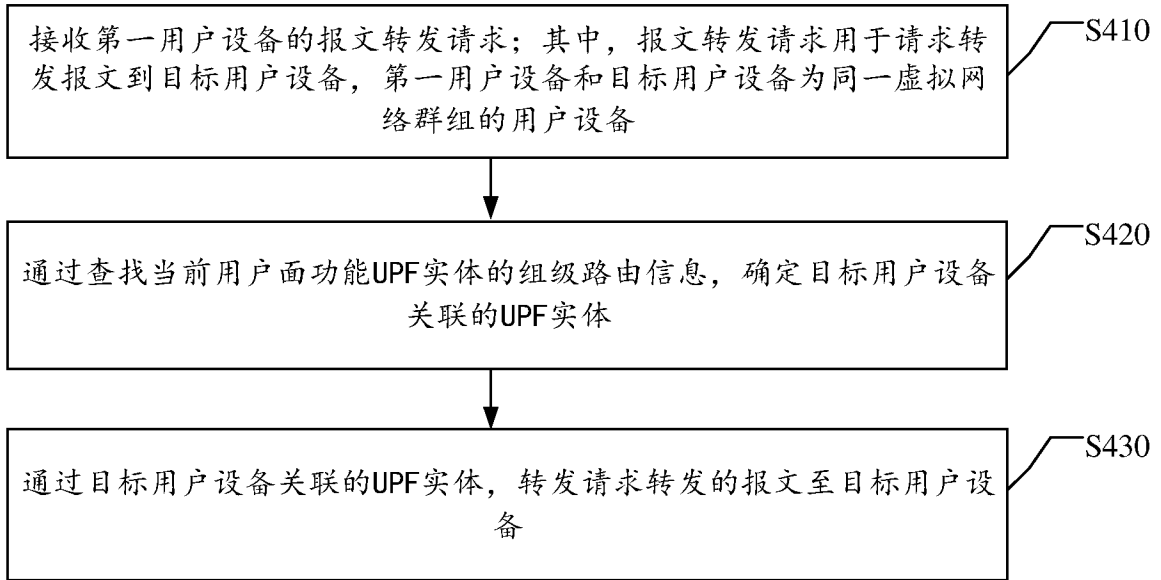 接收第一用户设备的报文转发请求；其中，报文转发请求用于请求转
发报文到目标用户设备，第一用户设备和目标用户设备为同一虚拟网
络群组的用户设备
S410
通过查找当前用户面功能UPF实体的组级路由信息，确定目标用户设备
关联的UPF实体
S420
通过目标用户设备关联的UPF实体，转发请求转发的报文至目标用户设
备
S430